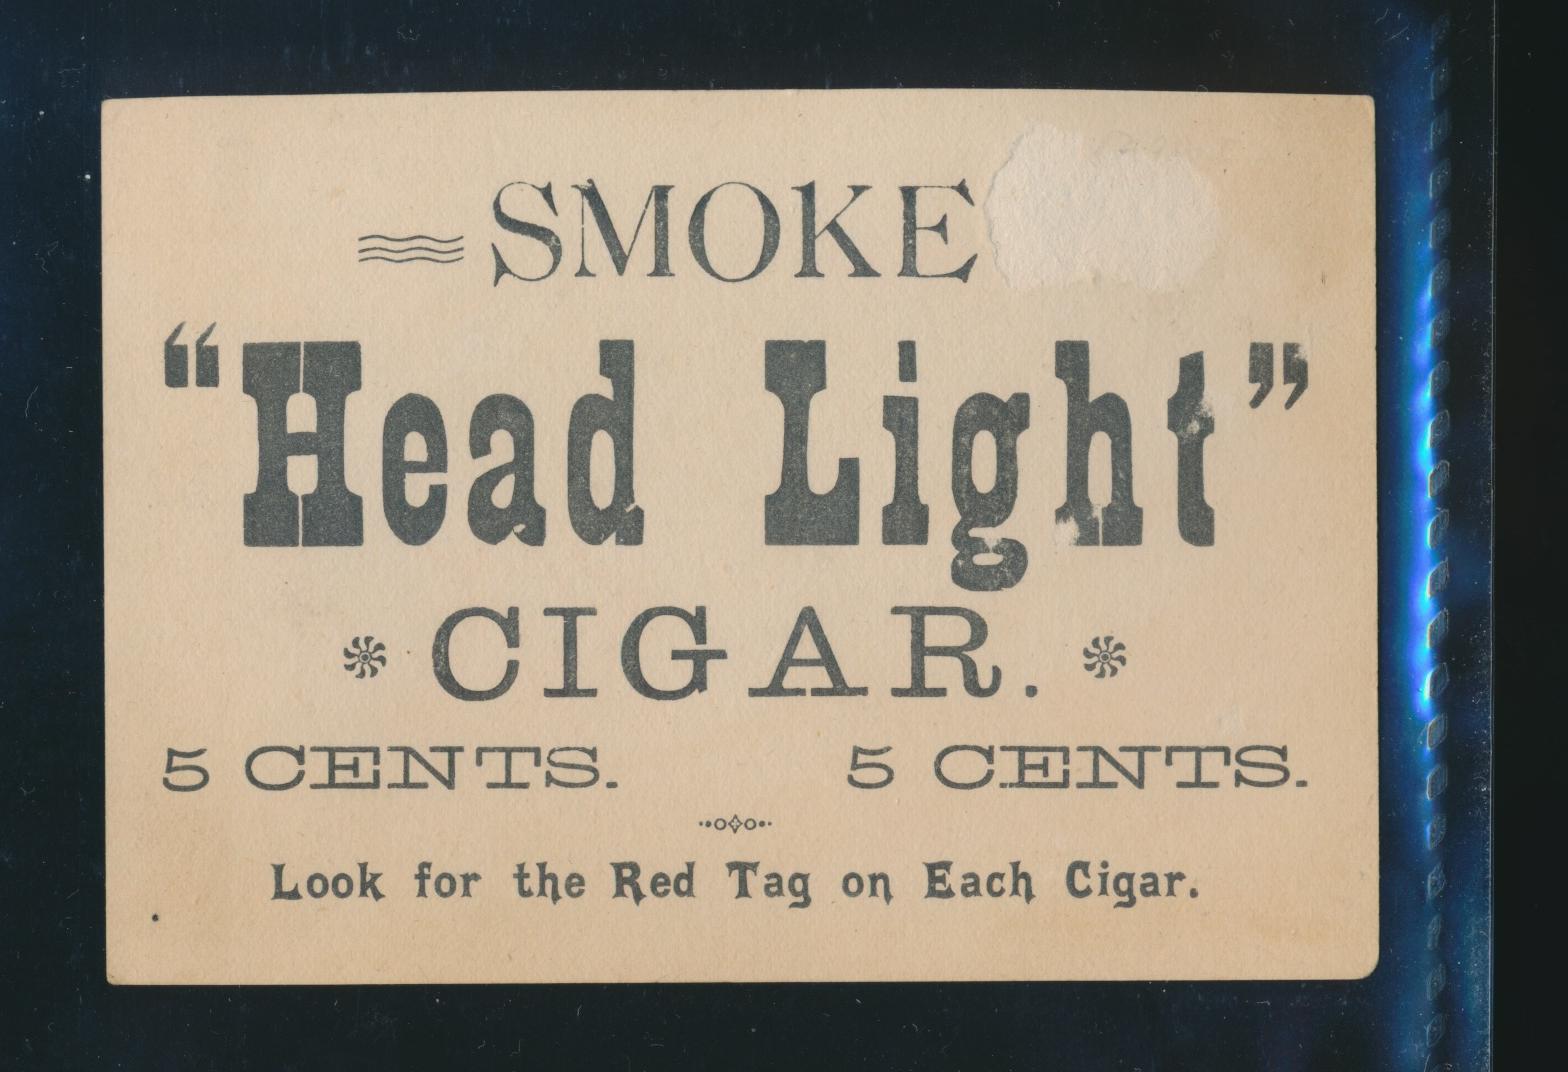 SMOKE
“Head Light”
CIGAR.
5 CENTS. 5 CENTS.
Look for the Red Tag on Each Cigar.